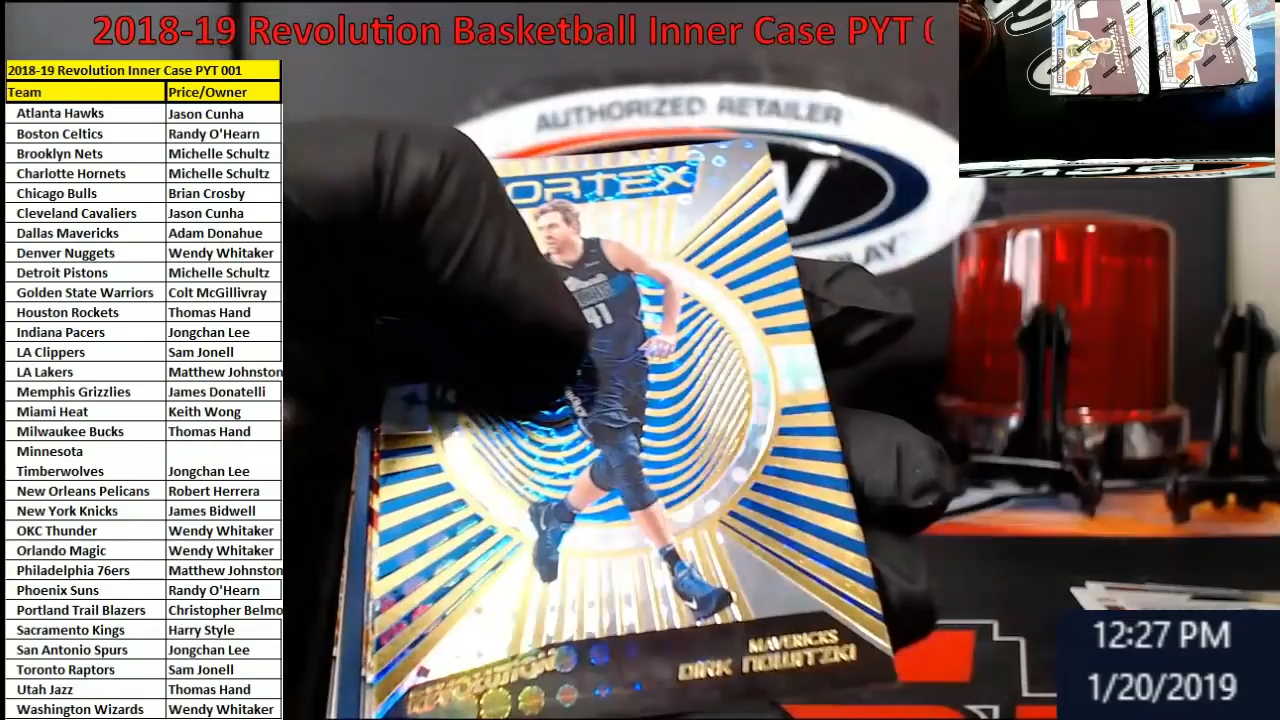 2018-19 Revolution Basketball Inner Case PYT
2018-19 Revolution Inner Case PYT 001
Team Price/Owner
Atlanta Hawks Jason Cunha
Boston Celtics Randy O'Hearn
Brooklyn Nets Michelle Schultz
Charlotte Hornets Michelle Schultz
Chicago Bulls Brian Crosby
Cleveland Cavaliers Jason Cunha
Dallas Mavericks Adam Donahue
Denver Nuggets Wendy Whitaker
Detroit Pistons Michelle Schultz
Golden State Warriors Colt McGillivray
Houston Rockets Thomas Hand
Indiana Pacers Jongchan Lee
LA Clippers Sam Jonell
LA Lakers Matthew Johnston
Memphis Grizzlies James Donatelli
Miami Heat Keith Wong
Milwaukee Bucks Thomas Hand
Minnesota
Timberwolves Jongchan Lee
New Orleans Pelicans Robert Herrera
New York Knicks James Bidwell
OKC Thunder Wendy Whitaker
Orlando Magic Wendy Whitaker
Philadelphia 76ers Matthew Johnston
Phoenix Suns Randy O'Hearn
Portland Trail Blazers Christopher Belmo
Sacramento Kings Harry Style
San Antonio Spurs Jongchan Lee
Toronto Raptors Sam Jonell
Utah Jazz Thomas Hand
Washington Wizards Wendy Whitaker
AUTHORIZED RETAILER
ORTEX
41
REVOLUTION
MAVERICKS
DIRK NOWITZKI
12:27 PM
1/20/2019